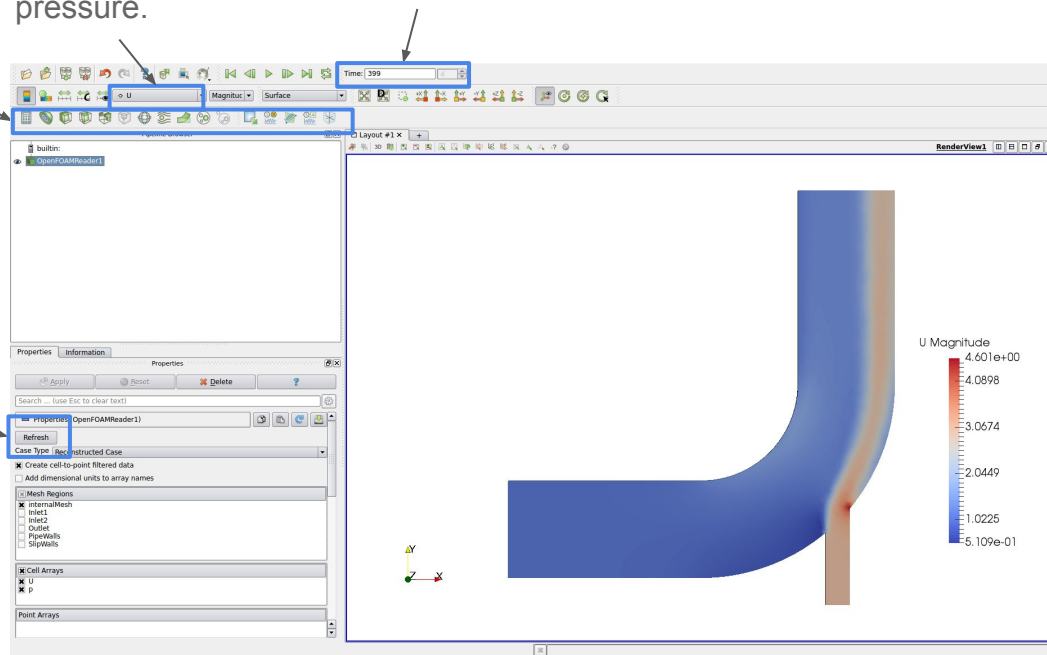 pressure.
Time: 399
U
Magnituc
Surface
Layout #1
builtin:
OpenFOAMReader1
3D
RenderView1
Properties Information
Properties
Apply Reset Delete ?
Search ... (use Esc to clear text)
Properties (OpenFOAMReader1)
Refresh
Case Type Reconstructed Case
Create cell-to-point filtered data
Add dimensional units to array names
Mesh Regions
internalMesh
Inlet1
Inlet2
Outlet
PipeWalls
SlipWalls
Cell Arrays
U
p
Point Arrays
U Magnitude
4.601e+00
4.0898
3.0674
2.0449
1.0225
5.109e-01
Y
Z X